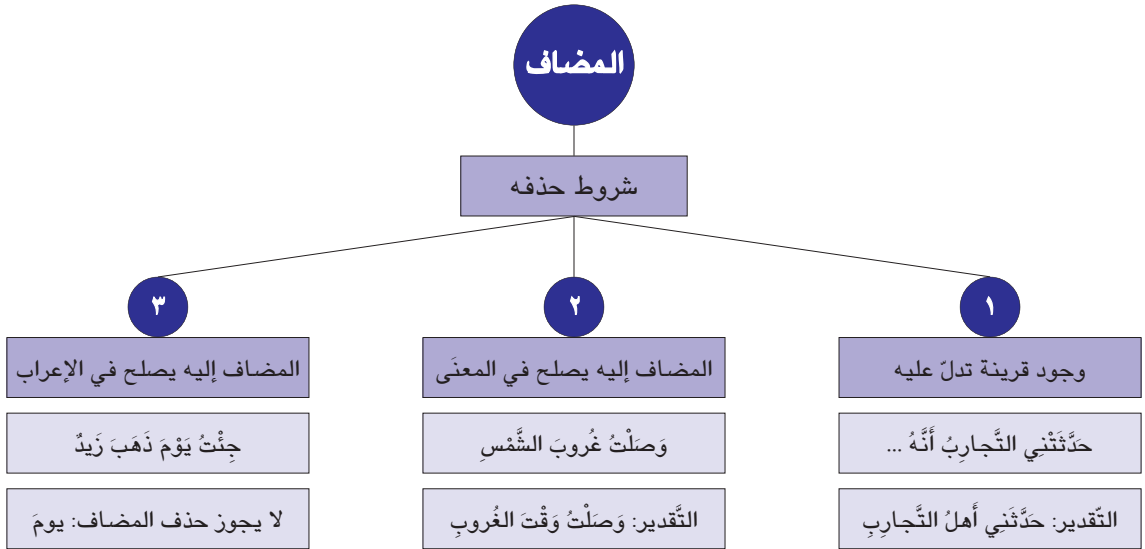 المضاف
شروط حذفه
١
وجود قرينة تدلّ عليه
حَدَّثَتْنِي التَّجارِبُ أَنَّهُ ...
التّقدير: حَدَّثَنِي أَهلُ التَّجارِبِ
٢
المضاف إليه يصلح في المعنَى
وَصَلْتُ غُروبَ الشَّمْسِ
التَّقدير: وَصَلْتُ وَقْتَ الغُروبِ
٣
المضاف إليه يصلح في الإعراب
جِئْتُ يَوْمَ ذَهَبَ زَيدٌ
لا يجوز حذف المضاف: يومَ